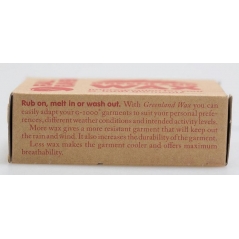 WAX
Rub on, melt in or wash out. With Greenland Wax you can
easily adapt your G-1000® garments to suit your personal prefe-
rences, different weather conditions and intended activity levels.
More wax gives a more resistant garment that will keep out
the rain and wind. It also increases the durability of the garment.
Less wax makes the garment cooler and offers maximum
breathability.